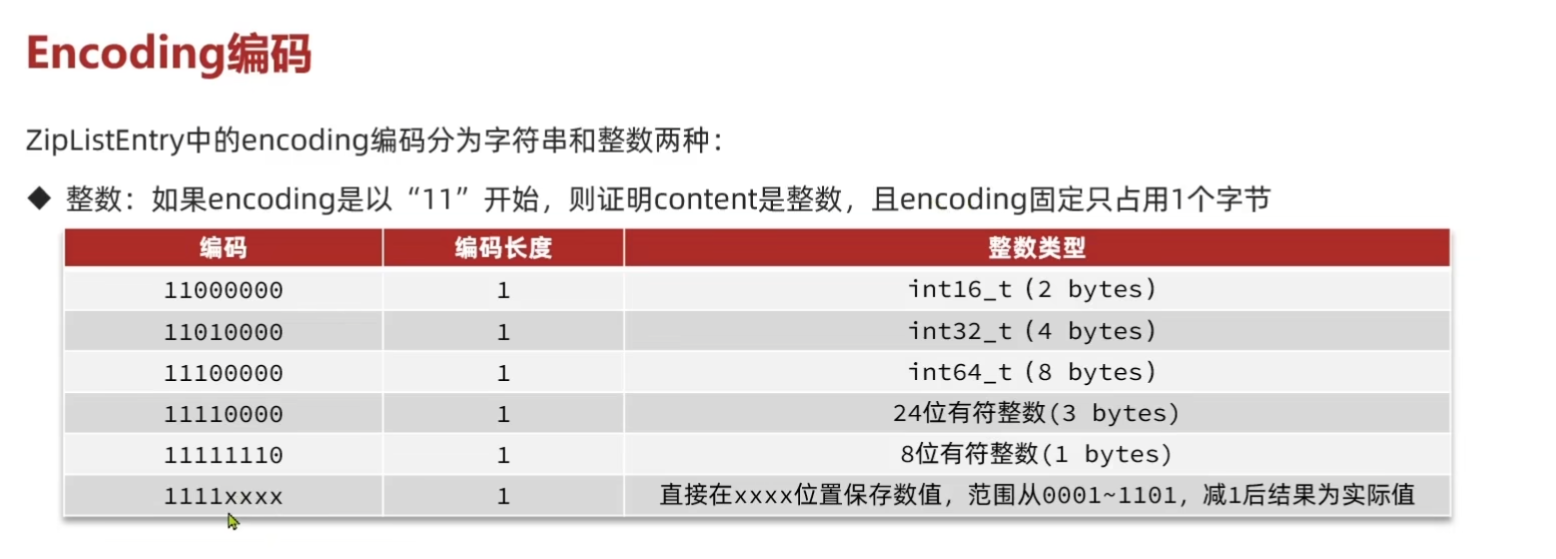 Encoding编码
ZipListEntry中的encoding编码分为字符串和整数两种：
◆ 整数：如果encoding是以“11”开始，则证明content是整数，且encoding固定只占用1个字节
编码 编码长度 整数类型
11000000 1 int16_t（2 bytes）
11010000 1 int32_t（4 bytes）
11100000 1 int64_t（8 bytes）
11110000 1 24位有符整数(3 bytes)
11111110 1 8位有符整数(1 bytes)
1111xxxx 1 直接在xxxx位置保存数值，范围从0001~1101，减1后结果为实际值